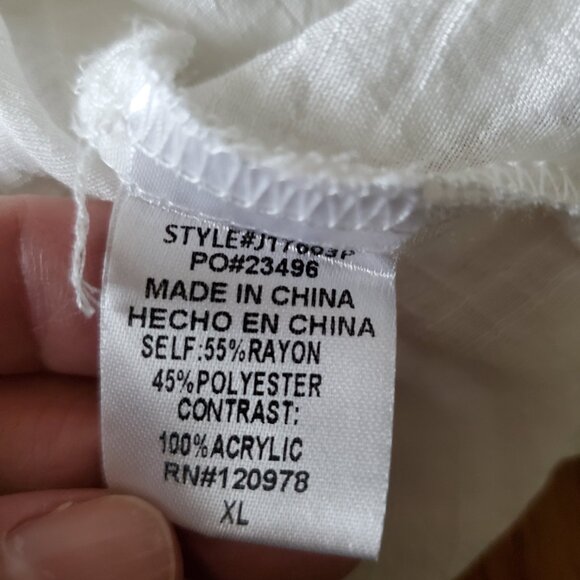 PO#23496
MADE IN CHINA
HECHO EN CHINA
SELF:55%RAYON
45%POLYESTER
CONTRAST:
100%ACRYLIC
RN#120978
XL